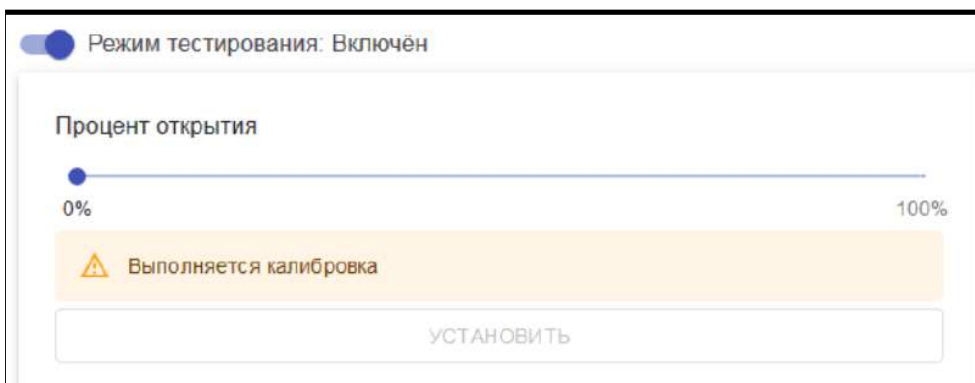 Режим тестирования: Включён
Процент открытия
0% 100%
Выполняется калибровка
УСТАНОВИТЬ